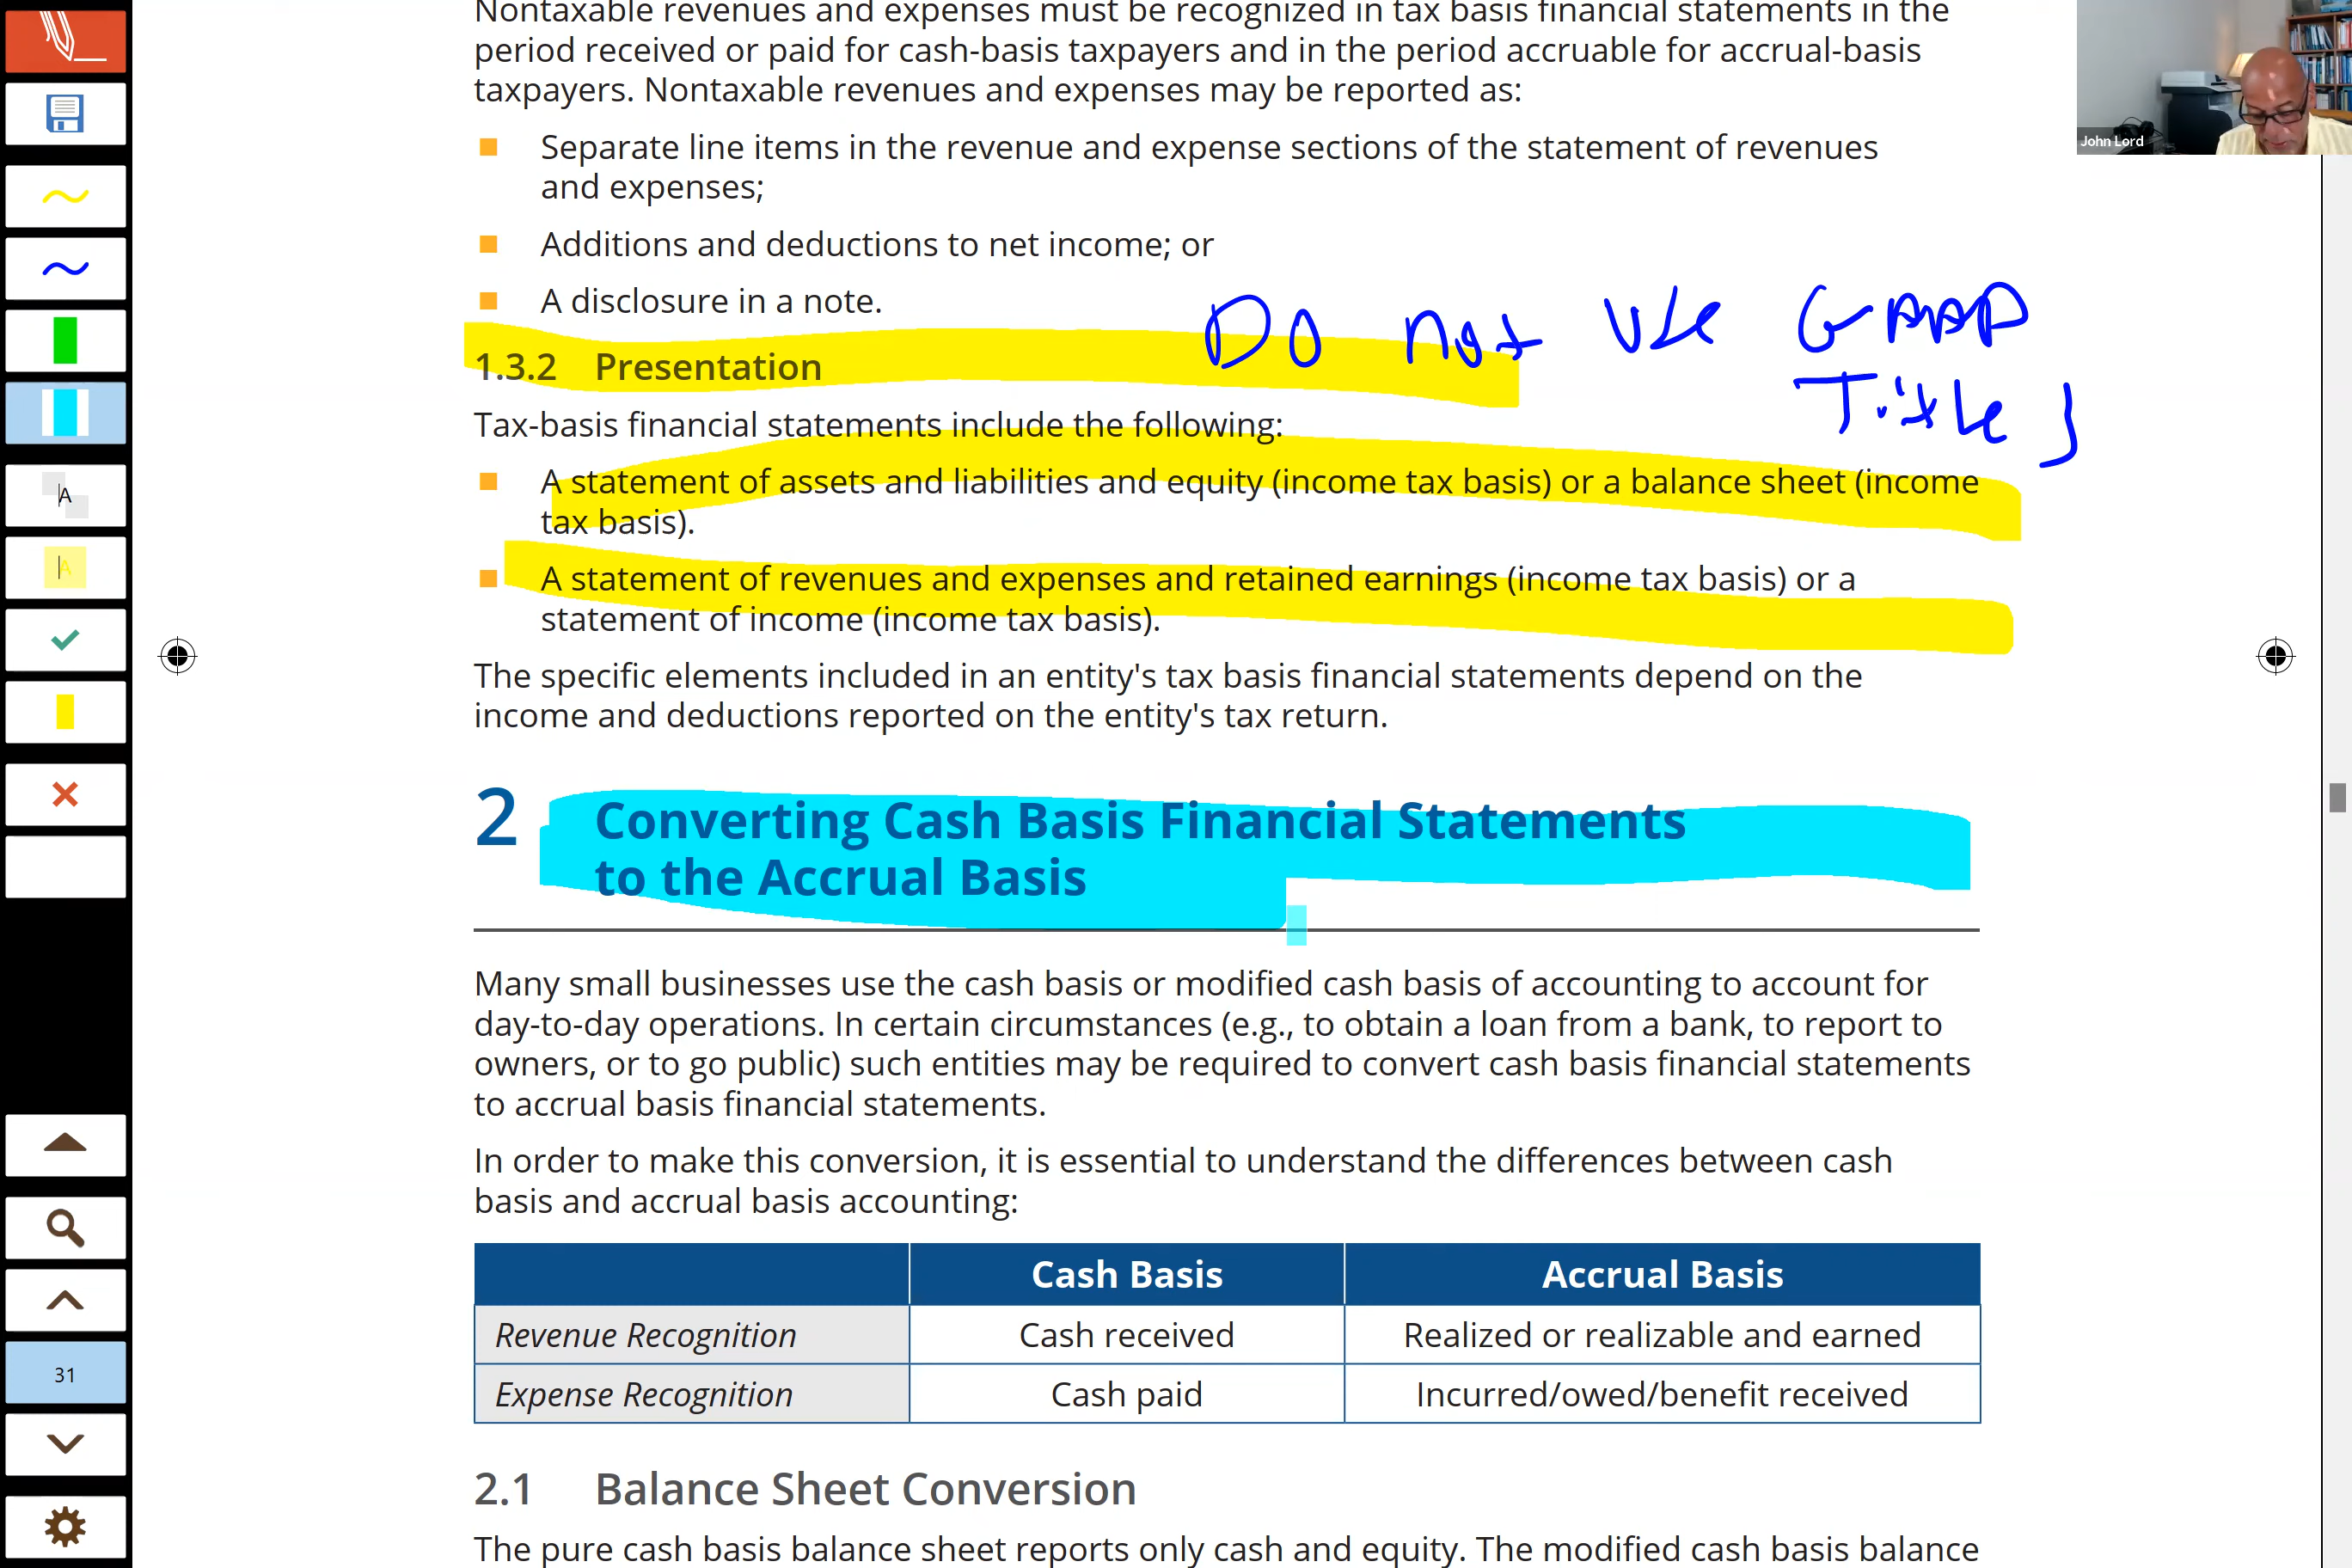 Nontaxable revenues and expenses must be recognized in tax basis financial statements in the
period received or paid for cash-basis taxpayers and in the period accruable for accrual-basis
taxpayers. Nontaxable revenues and expenses may be reported as:
John Lord
Separate line items in the revenue and expense sections of the statement of revenues
and expenses;
Additions and deductions to net income; or
A disclosure in a note.
Do not use GAAP
Titles
1.3.2 Presentation
Tax-basis financial statements include the following:
A statement of assets and liabilities and equity (income tax basis) or a balance sheet (income
tax basis).
A statement of revenues and expenses and retained earnings (income tax basis) or a
statement of income (income tax basis).
The specific elements included in an entity's tax basis financial statements depend on the
income and deductions reported on the entity's tax return.
2 Converting Cash Basis Financial Statements
to the Accrual Basis
Many small businesses use the cash basis or modified cash basis of accounting to account for
day-to-day operations. In certain circumstances (e.g., to obtain a loan from a bank, to report to
owners, or to go public) such entities may be required to convert cash basis financial statements
to accrual basis financial statements.
In order to make this conversion, it is essential to understand the differences between cash
basis and accrual basis accounting:
Cash Basis Accrual Basis
Revenue Recognition Cash received Realized or realizable and earned
Expense Recognition Cash paid Incurred/owed/benefit received
2.1 Balance Sheet Conversion
The pure cash basis balance sheet reports only cash and equity. The modified cash basis balance
A
A
31